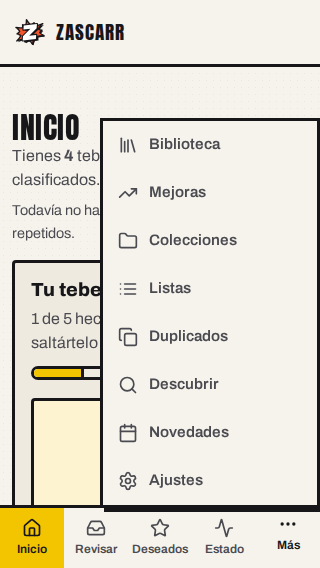 ZASCARR
INICIO
Tienes 4 teb
clasificados.
Todavía no ha
repetidos.
Tu tebe
1 de 5 hec
saltártelo
Biblioteca
Mejoras
Colecciones
Listas
Duplicados
Descubrir
Novedades
Ajustes
Inicio
Revisar
Deseados
Estado
Más